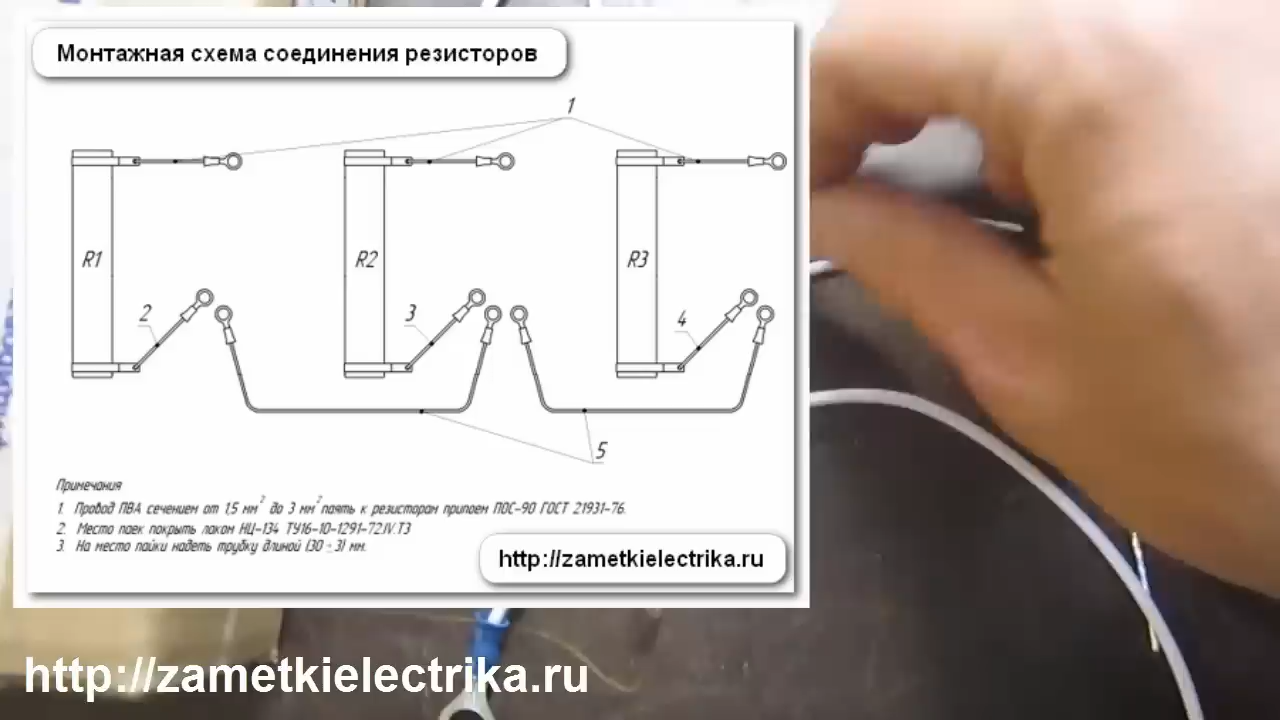 Монтажная схема соединения резисторов
1
R1
R2
R3
2
3
4
5
Примечания
1. Провод ПВА сечением от 1,5 мм² до 3 мм² паять к резисторам припоем ПОС-90 ГОСТ 21931-76.
2. Место паек покрыть лаком НЦ-134 ТУ16-10-1291-72.IV.ТЗ
3. На место пайки надеть трубку длиной (30 ± 3) мм.
http://zametkielectrika.ru
http://zametkielectrika.ru